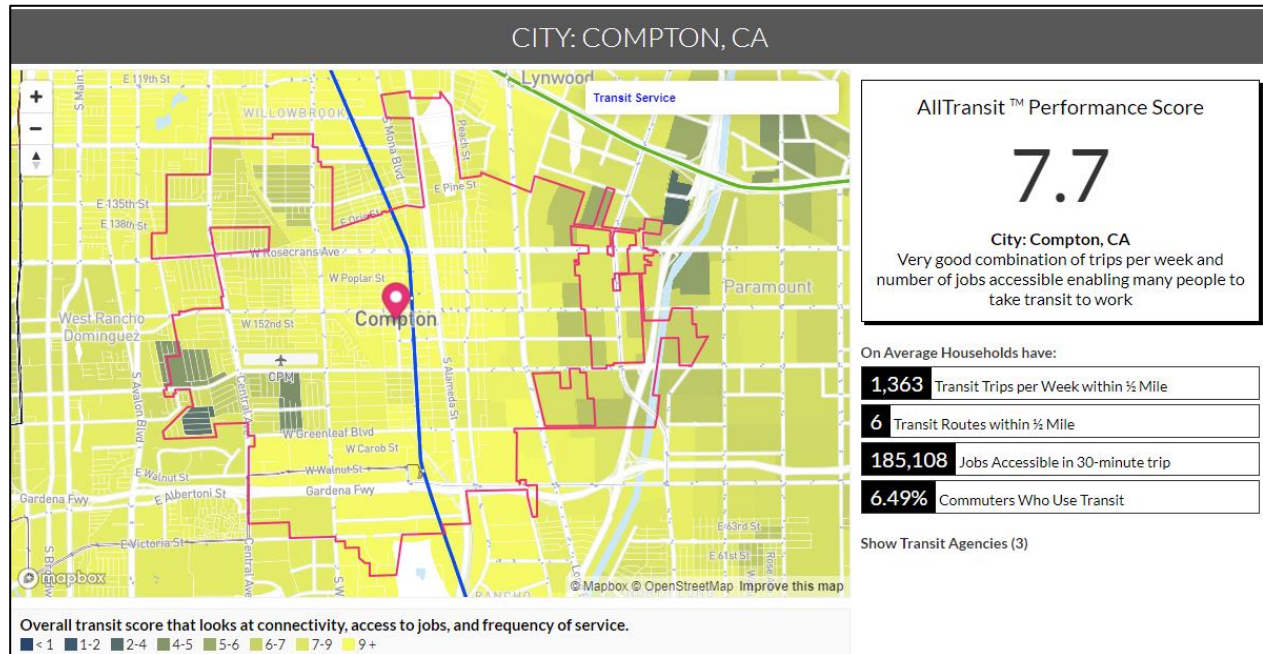 CITY: COMPTON, CA
E 119th St
S Main
Lynwood
Transit Service
WILLOWBROOK
S Mona Blvd
Peach St
E Pine St
E 135th St
E 138th St
W Rosecrans Ave
W Poplar St
Paramount
Compton
West Rancho
Dominguez
W 152nd St
CPM
S Avalon Blvd
Central Ave
S Alameda St
W Greenleaf Blvd
W Carob St
E Walnut St
W Walnut St
Gardena Fwy
E Albertoni St
Gardena Fwy
E Victoria St
Central Ave
E 63rd St
E 61st St
mapbox
© Mapbox © OpenStreetMap Improve this map
Overall transit score that looks at connectivity, access to jobs, and frequency of service.
< 1 1-2 2-4 4-5 5-6 6-7 7-9 9 +
AllTransit ™ Performance Score
7.7
City: Compton, CA
Very good combination of trips per week and
number of jobs accessible enabling many people to
take transit to work
On Average Households have:
1,363 Transit Trips per Week within ½ Mile
6 Transit Routes within ½ Mile
185,108 Jobs Accessible in 30-minute trip
6.49% Commuters Who Use Transit
Show Transit Agencies (3)